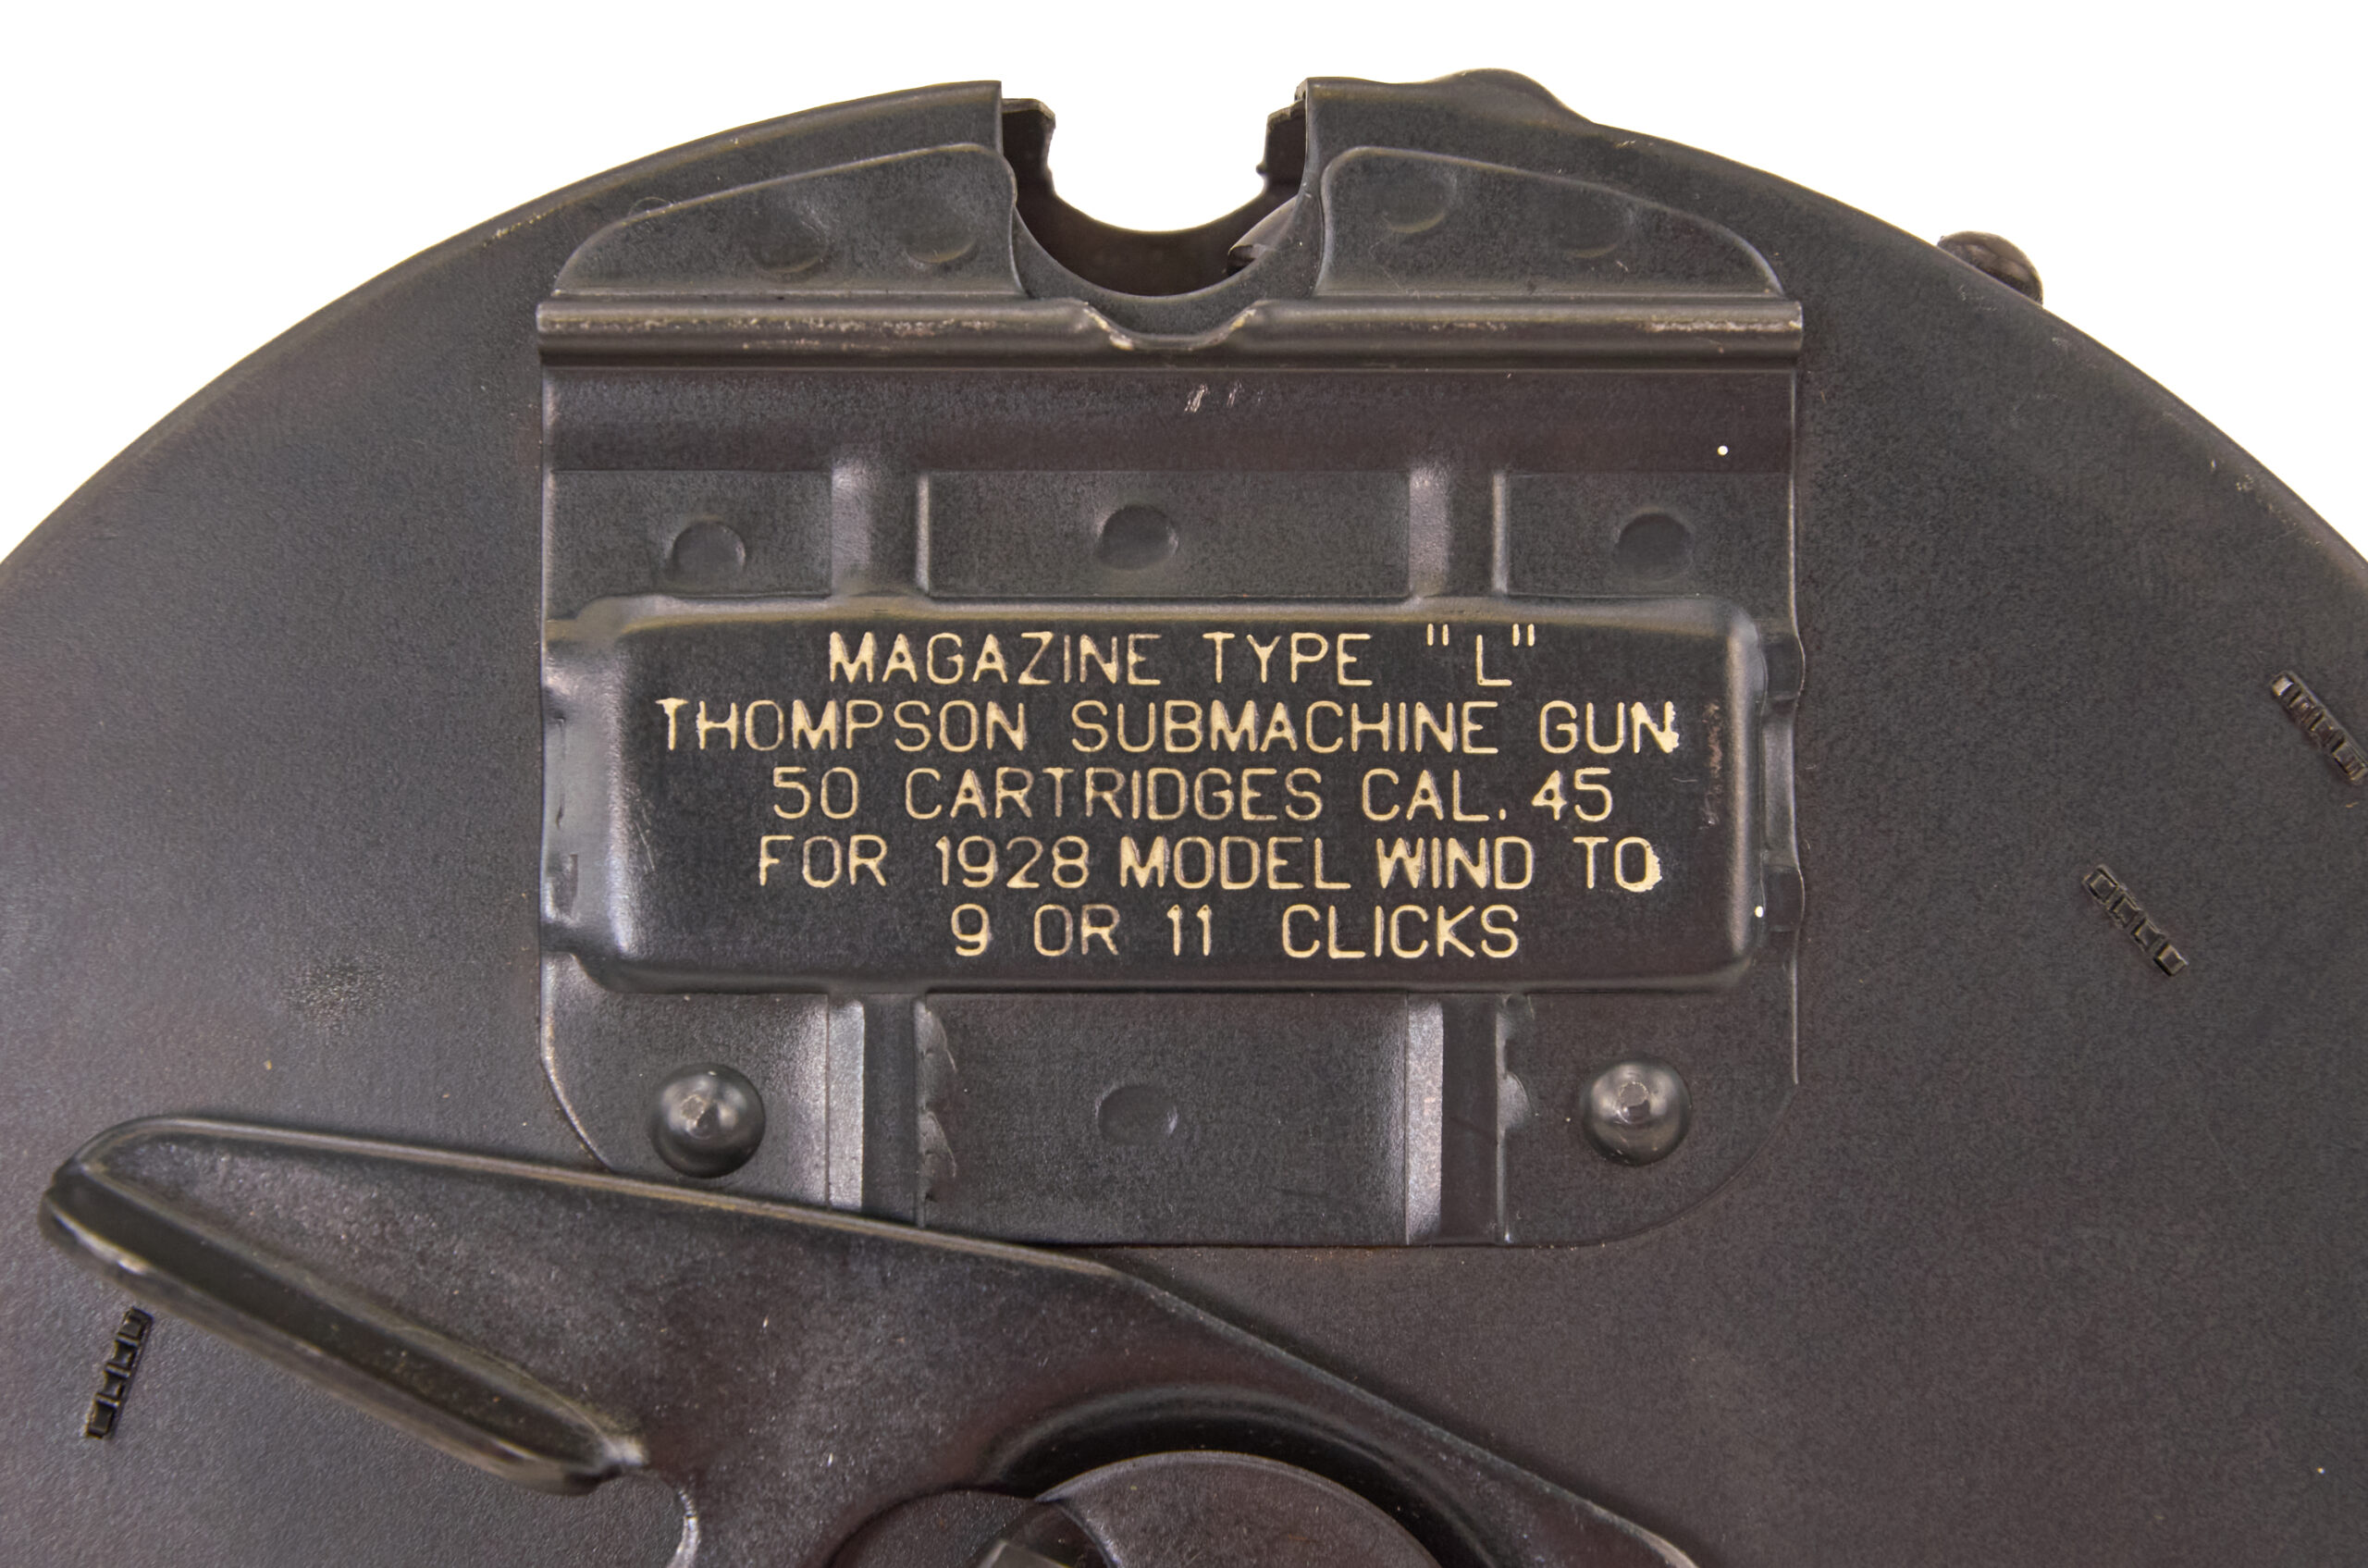 MAGAZINE TYPE "L"
THOMPSON SUBMACHINE GUN
50 CARTRIDGES CAL. 45
FOR 1928 MODEL WIND TO
9 OR 11 CLICKS